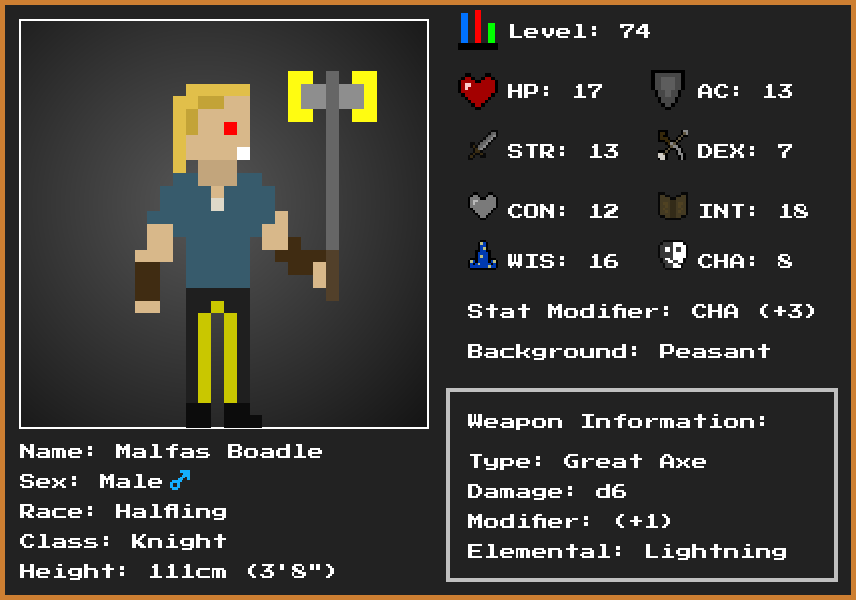 Level: 74
HP: 17
AC: 13
STR: 13
DEX: 7
CON: 12
INT: 18
WIS: 16
CHA: 8
Stat Modifier: CHA (+3)
Background: Peasant
Weapon Information:
Type: Great Axe
Damage: d6
Modifier: (+1)
Elemental: Lightning
Name: Malfas Boadle
Sex: Male ♂
Race: Halfling
Class: Knight
Height: 111cm (3'8")